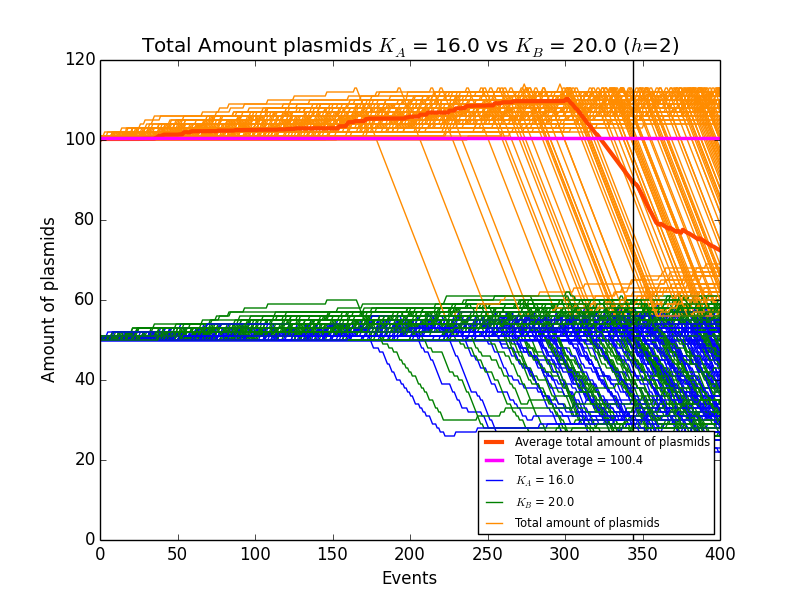 Total Amount plasmids K_A = 16.0 vs K_B = 20.0 (h=2)
120
100
80
60
40
20
0
Amount of plasmids
0 50 100 150 200 250 300 350 400
Events
Average total amount of plasmids
Total average = 100.4
K_A = 16.0
K_B = 20.0
Total amount of plasmids